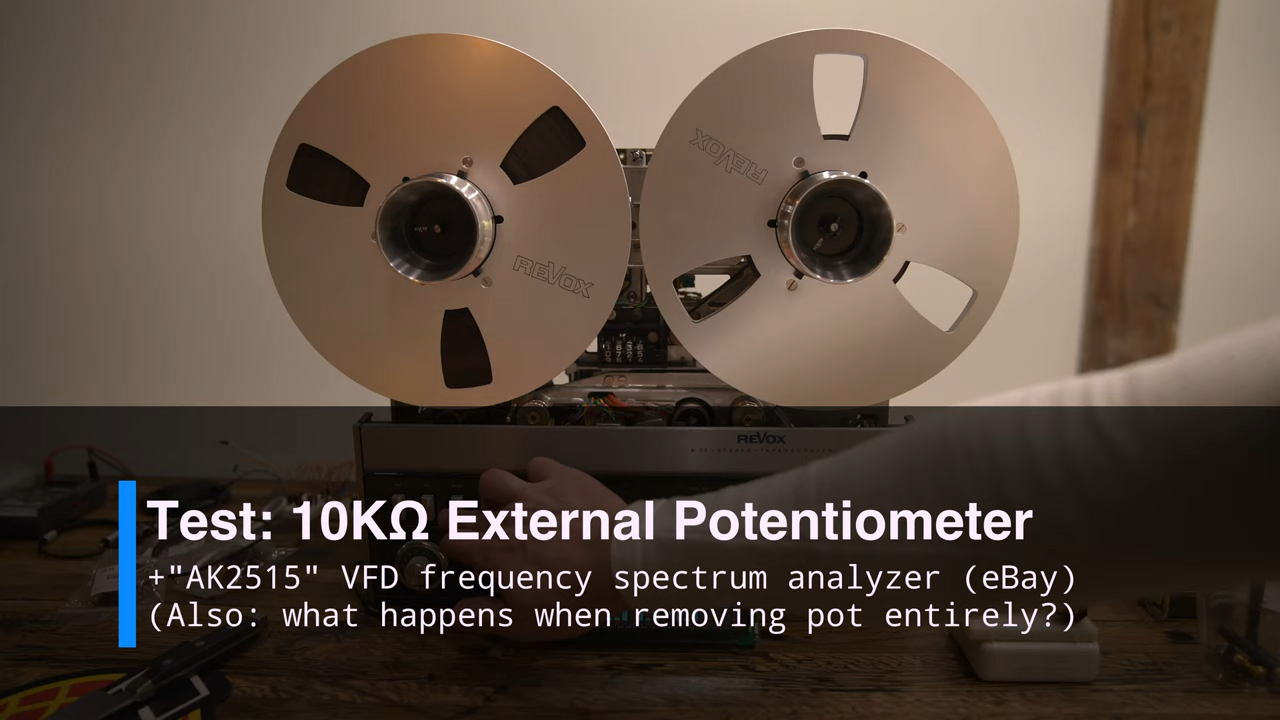 REVOX
REVOX
REVOX
Test: 10KΩ External Potentiometer
+"AK2515" VFD frequency spectrum analyzer (eBay)
(Also: what happens when removing pot entirely?)